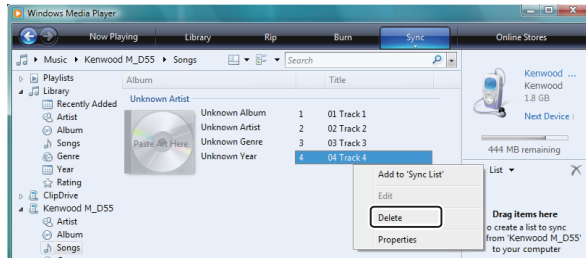 Windows Media Player
Now Playing Library Rip Burn Sync Online Stores
Music Kenwood M_D55 Songs Search
Playlists
Library
Recently Added
Artist
Album
Songs
Genre
Year
Rating
ClipDrive
Kenwood M_D55
Artist
Album
Songs
Album Title
Unknown Artist
Paste Art Here
Unknown Album
Unknown Artist
Unknown Genre
Unknown Year
1 01 Track 1
2 02 Track 2
3 03 Track 3
4 04 Track 4
Add to 'Sync List'
Edit
Delete
Properties
Kenwood ...
Kenwood
1.8 GB
Next Device
444 MB remaining
List
Drag items here
o create a list to sync
from 'Kenwood M_D55'
to your computer